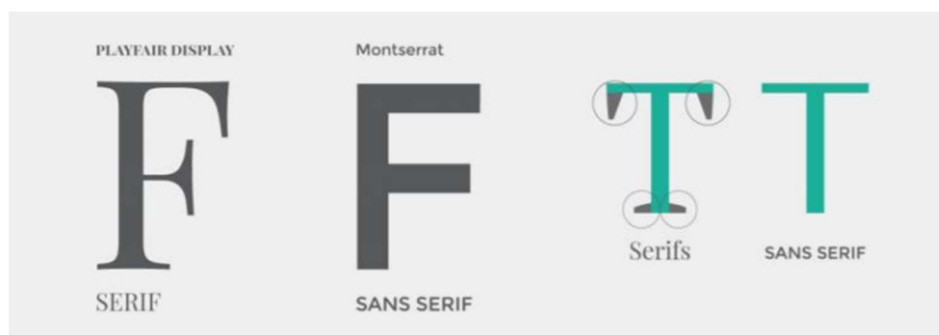 PLAYFAIR DISPLAY
F
SERIF
Montserrat
F
SANS SERIF
T
Serifs
T
SANS SERIF